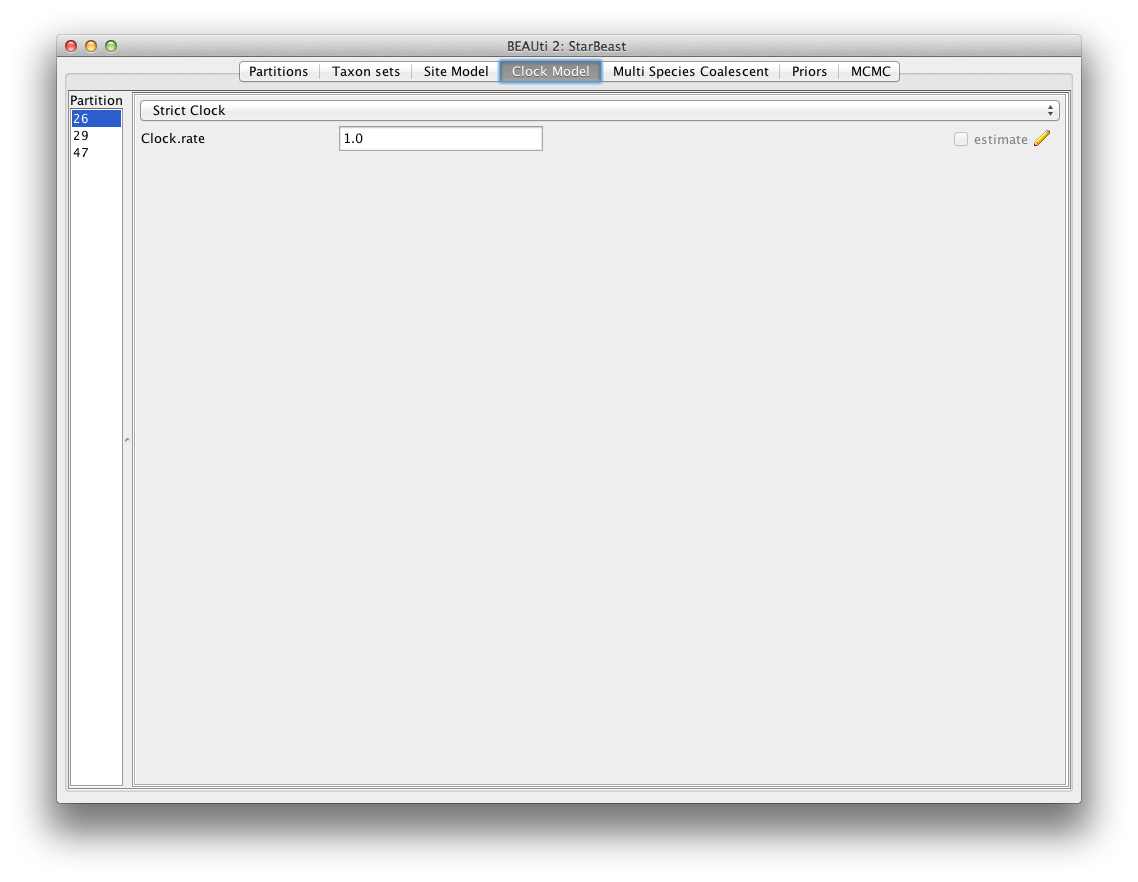 BEAUti 2: StarBeast
Partitions Taxon sets Site Model Clock Model Multi Species Coalescent Priors MCMC
Partition
26
29
47
Strict Clock
Clock.rate 1.0 estimate